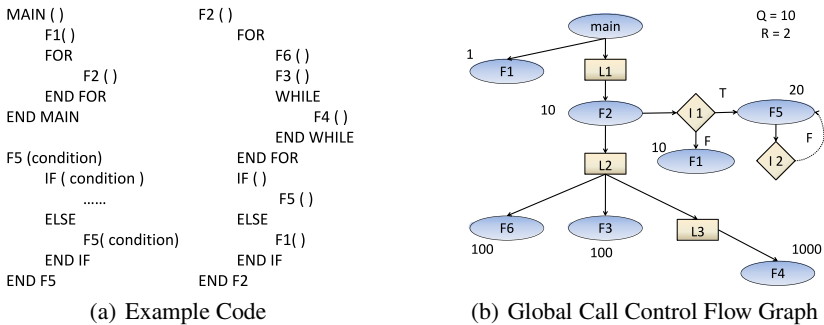 MAIN ( )
F1( )
FOR
F2 ( )
END FOR
END MAIN
F5 (condition)
IF ( condition )
......
ELSE
F5( condition)
END IF
END F5
F2 ( )
FOR
F6 ( )
F3 ( )
WHILE
F4 ( )
END WHILE
END FOR
IF ( )
F5 ( )
ELSE
F1( )
END IF
END F2
(a) Example Code
Q = 10
R = 2
main
1
F1
L1
10
F2
I 1
T
20
F5
F
F
10
F1
I 2
L2
F6
F3
L3
100
100
1000
F4
(b) Global Call Control Flow Graph